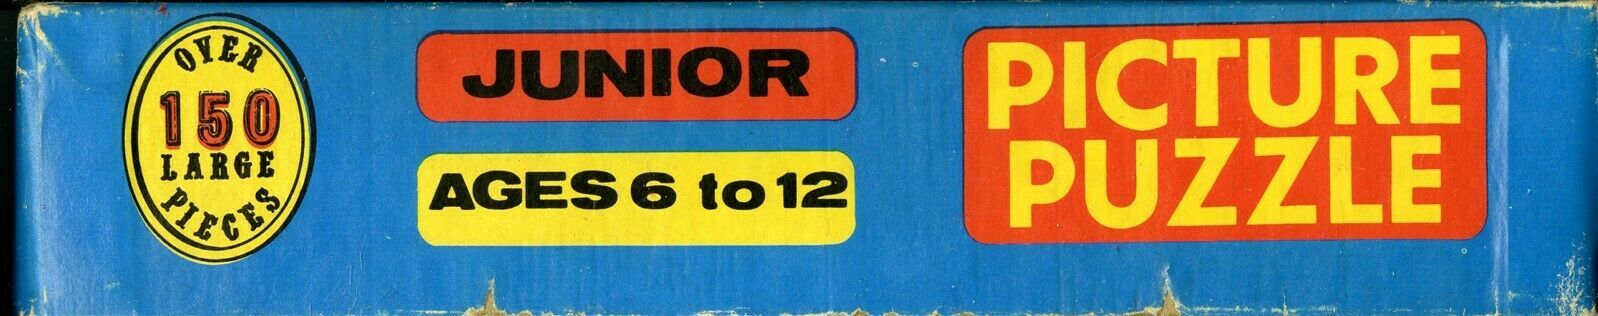 OVER
150
LARGE
PIECES
JUNIOR
AGES 6 to 12
PICTURE
PUZZLE